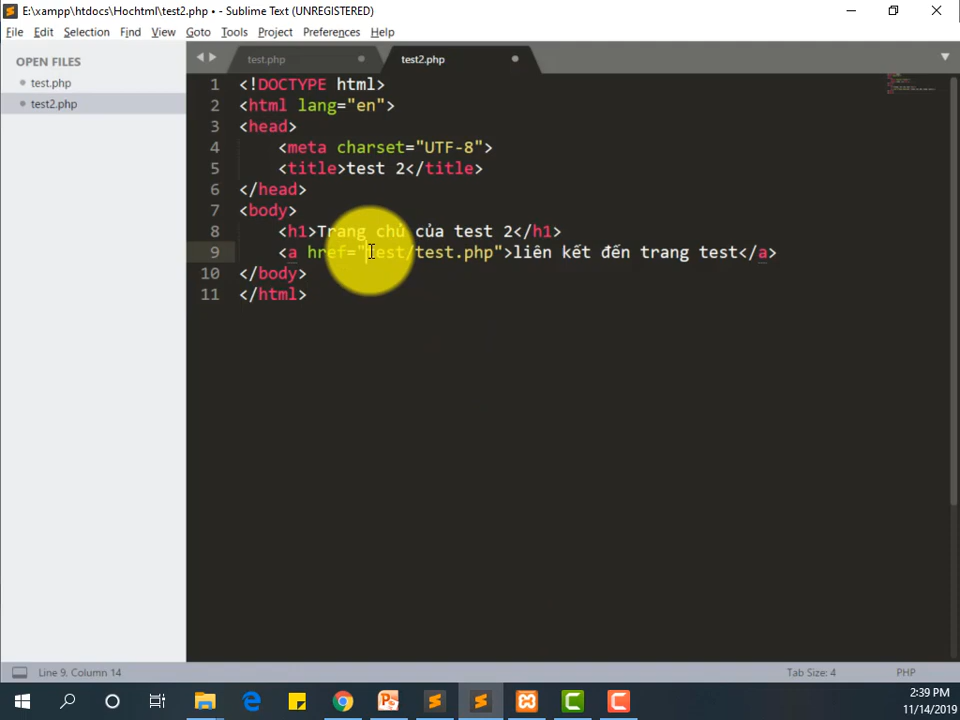 E:\xampp\htdocs\Hochtml\test2.php • - Sublime Text (UNREGISTERED)
File Edit Selection Find View Goto Tools Project Preferences Help
OPEN FILES
test.php
test2.php
test.php test2.php
1 <!DOCTYPE html>
2 <html lang="en">
3 <head>
4 <meta charset="UTF-8">
5 <title>test 2</title>
6 </head>
7 <body>
8 <h1>Trang chủ của test 2</h1>
9 <a href="test/test.php">liên kết đến trang test</a>
10 </body>
11 </html>
Line 9, Column 14 Tab Size: 4 PHP
2:39 PM
11/14/2019